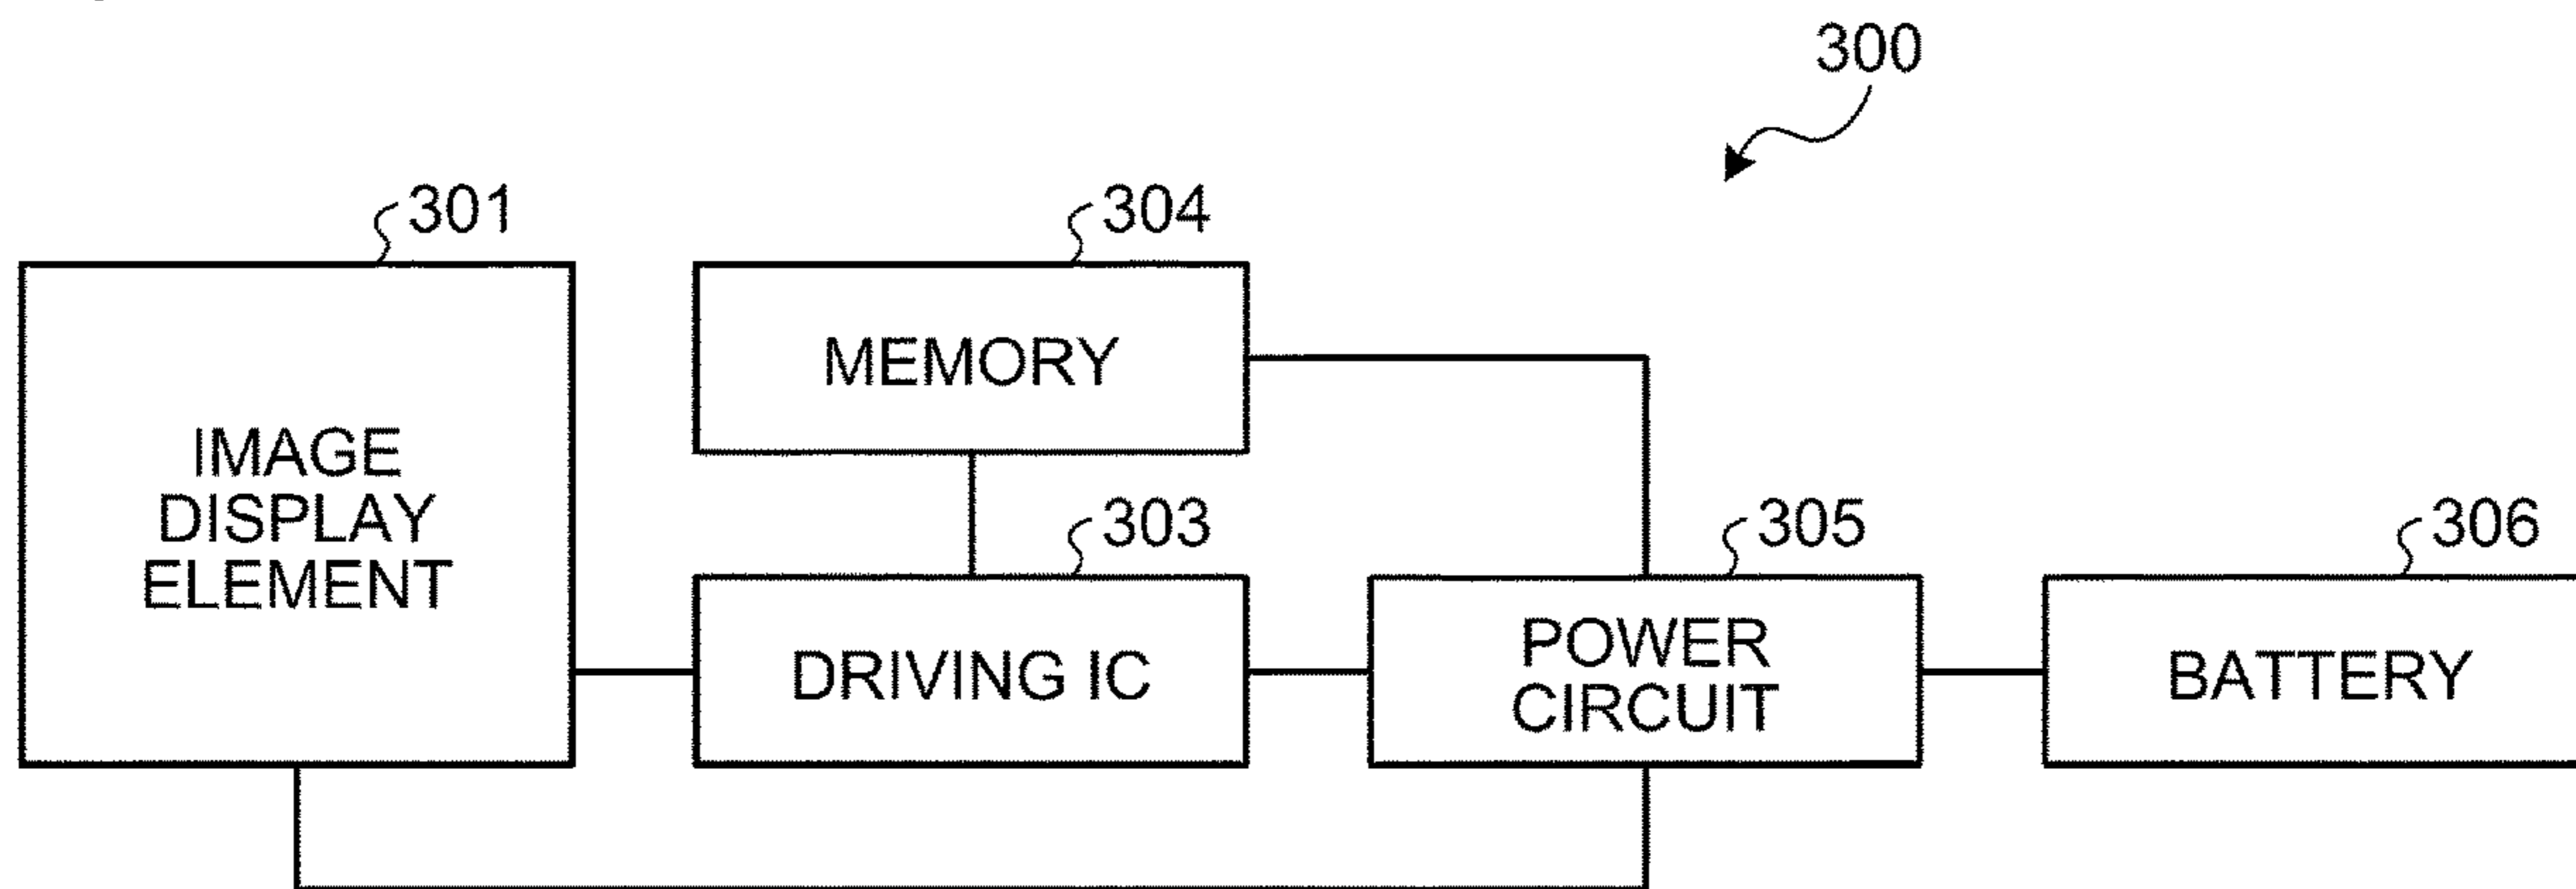 300
301
304
MEMORY
IMAGE
DISPLAY
ELEMENT
303
305
306
DRIVING IC
POWER
CIRCUIT
BATTERY